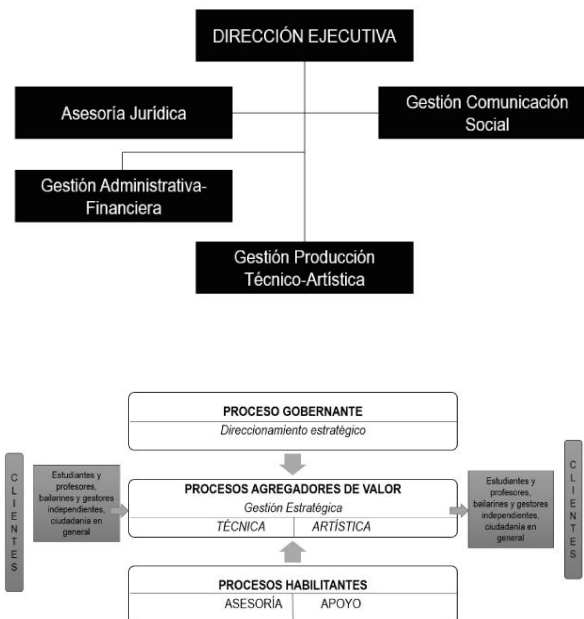 DIRECCIÓN EJECUTIVA
Asesoría Jurídica
Gestión Comunicación
Social
Gestión Administrativa-
Financiera
Gestión Producción
Técnico-Artística
PROCESO GOBERNANTE
Direccionamiento estratégico
CLIENTES
Estudiantes y
profesores,
bailarines y gestores
independientes,
ciudadanía en
general
PROCESOS AGREGADORES DE VALOR
Gestión Estratégica
TÉCNICA ARTÍSTICA
Estudiantes y
profesores,
bailarines y gestores
independientes,
ciudadanía en
general
CLIENTES
PROCESOS HABILITANTES
ASESORÍA APOYO